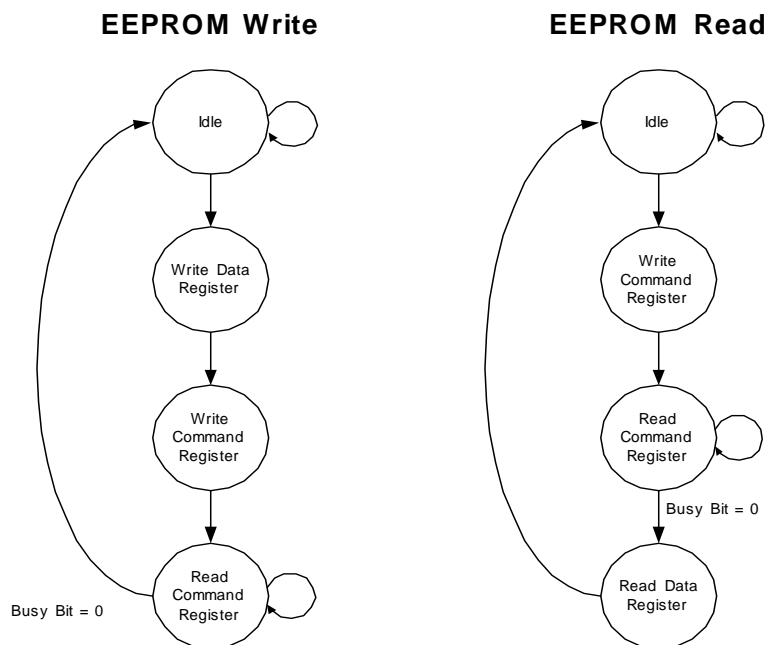 EEPROM Write
Idle
Write Data
Register
Write
Command
Register
Read
Command
Register
Busy Bit = 0
EEPROM Read
Idle
Write
Command
Register
Read
Command
Register
Busy Bit = 0
Read Data
Register